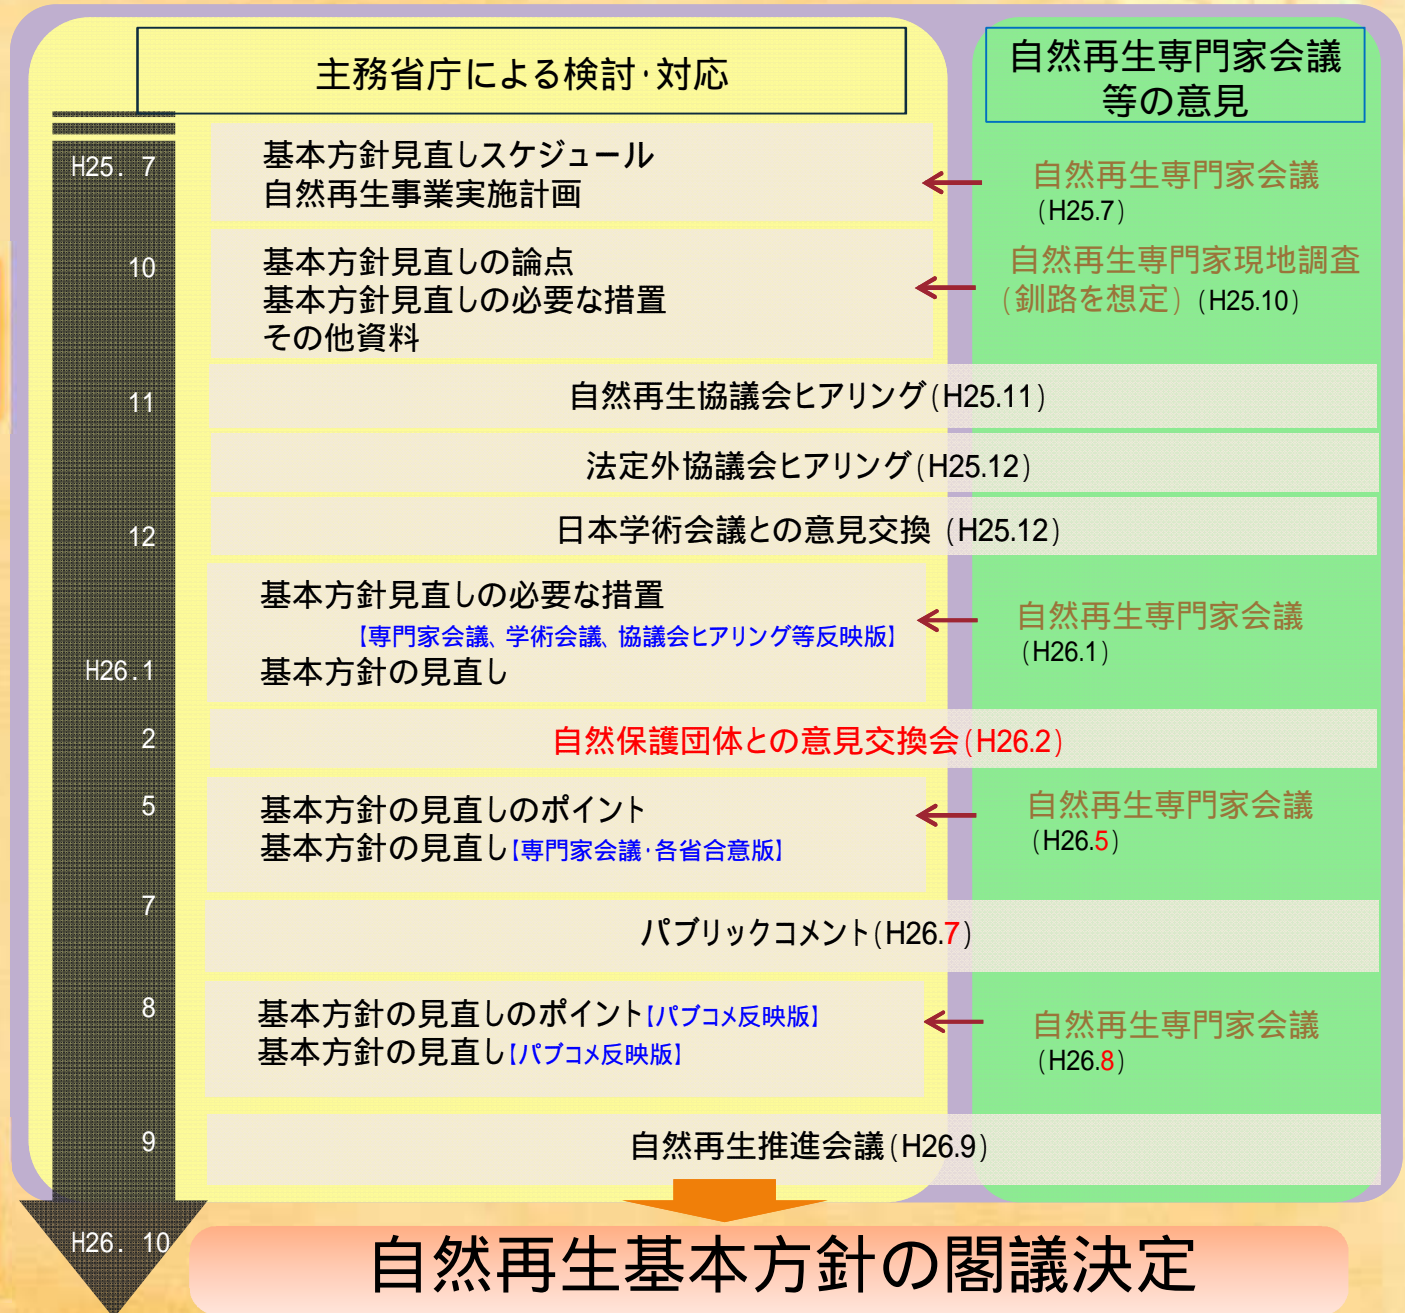 主務省庁による検討・対応
自然再生専門家会議
等の意見
H25. 7
基本方針見直しスケジュール
自然再生事業実施計画
自然再生専門家会議
(H25.7)
10
基本方針見直しの論点
基本方針見直しの必要な措置
その他資料
自然再生専門家現地調査
(釧路を想定) (H25.10)
11
自然再生協議会ヒアリング(H25.11)
法定外協議会ヒアリング(H25.12)
12
日本学術会議との意見交換 (H25.12)
基本方針見直しの必要な措置
【専門家会議、学術会議、協議会ヒアリング等反映版】
H26.1
基本方針の見直し
自然再生専門家会議
(H26.1)
2
自然保護団体との意見交換会(H26.2)
5
基本方針の見直しのポイント
基本方針の見直し【専門家会議・各省合意版】
自然再生専門家会議
(H26.5)
7
パブリックコメント(H26.7)
8
基本方針の見直しのポイント【パブコメ反映版】
基本方針の見直し【パブコメ反映版】
自然再生専門家会議
(H26.8)
9
自然再生推進会議(H26.9)
H26. 10
自然再生基本方針の閣議決定